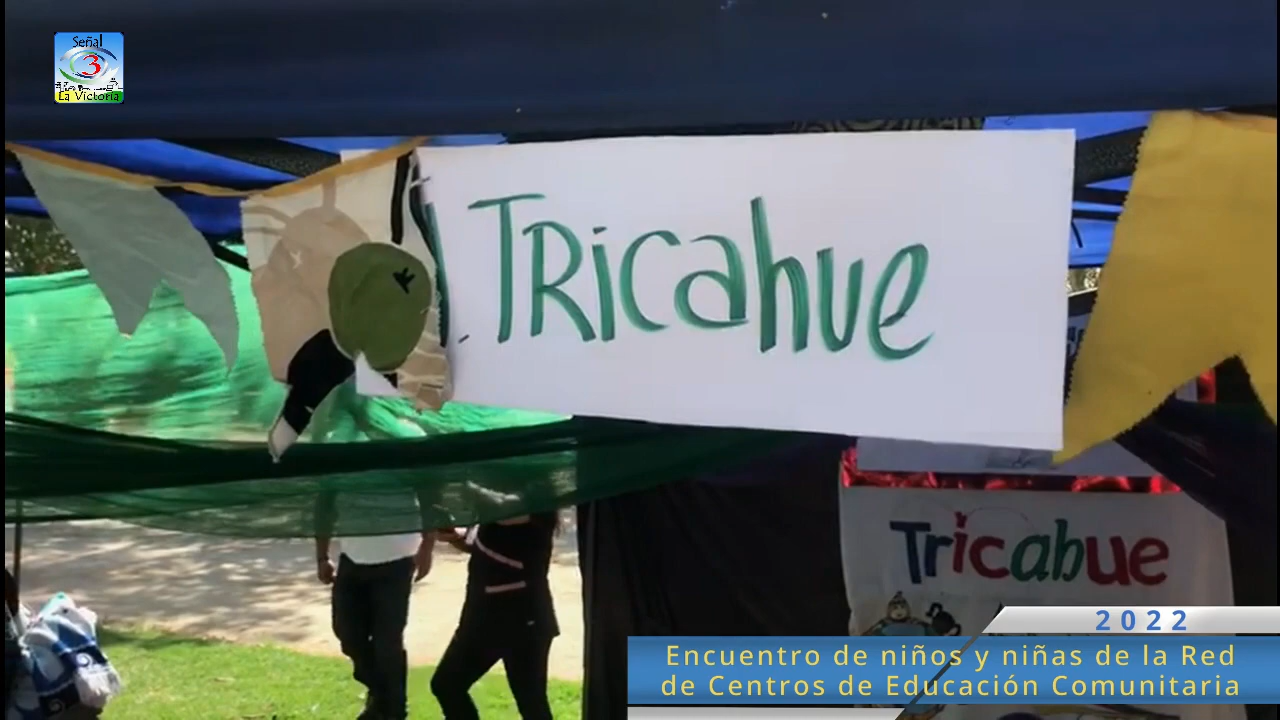 Señal
3
La Victoria
Tricahue
Tricahue
2022
Encuentro de niños y niñas de la Red
de Centros de Educación Comunitaria